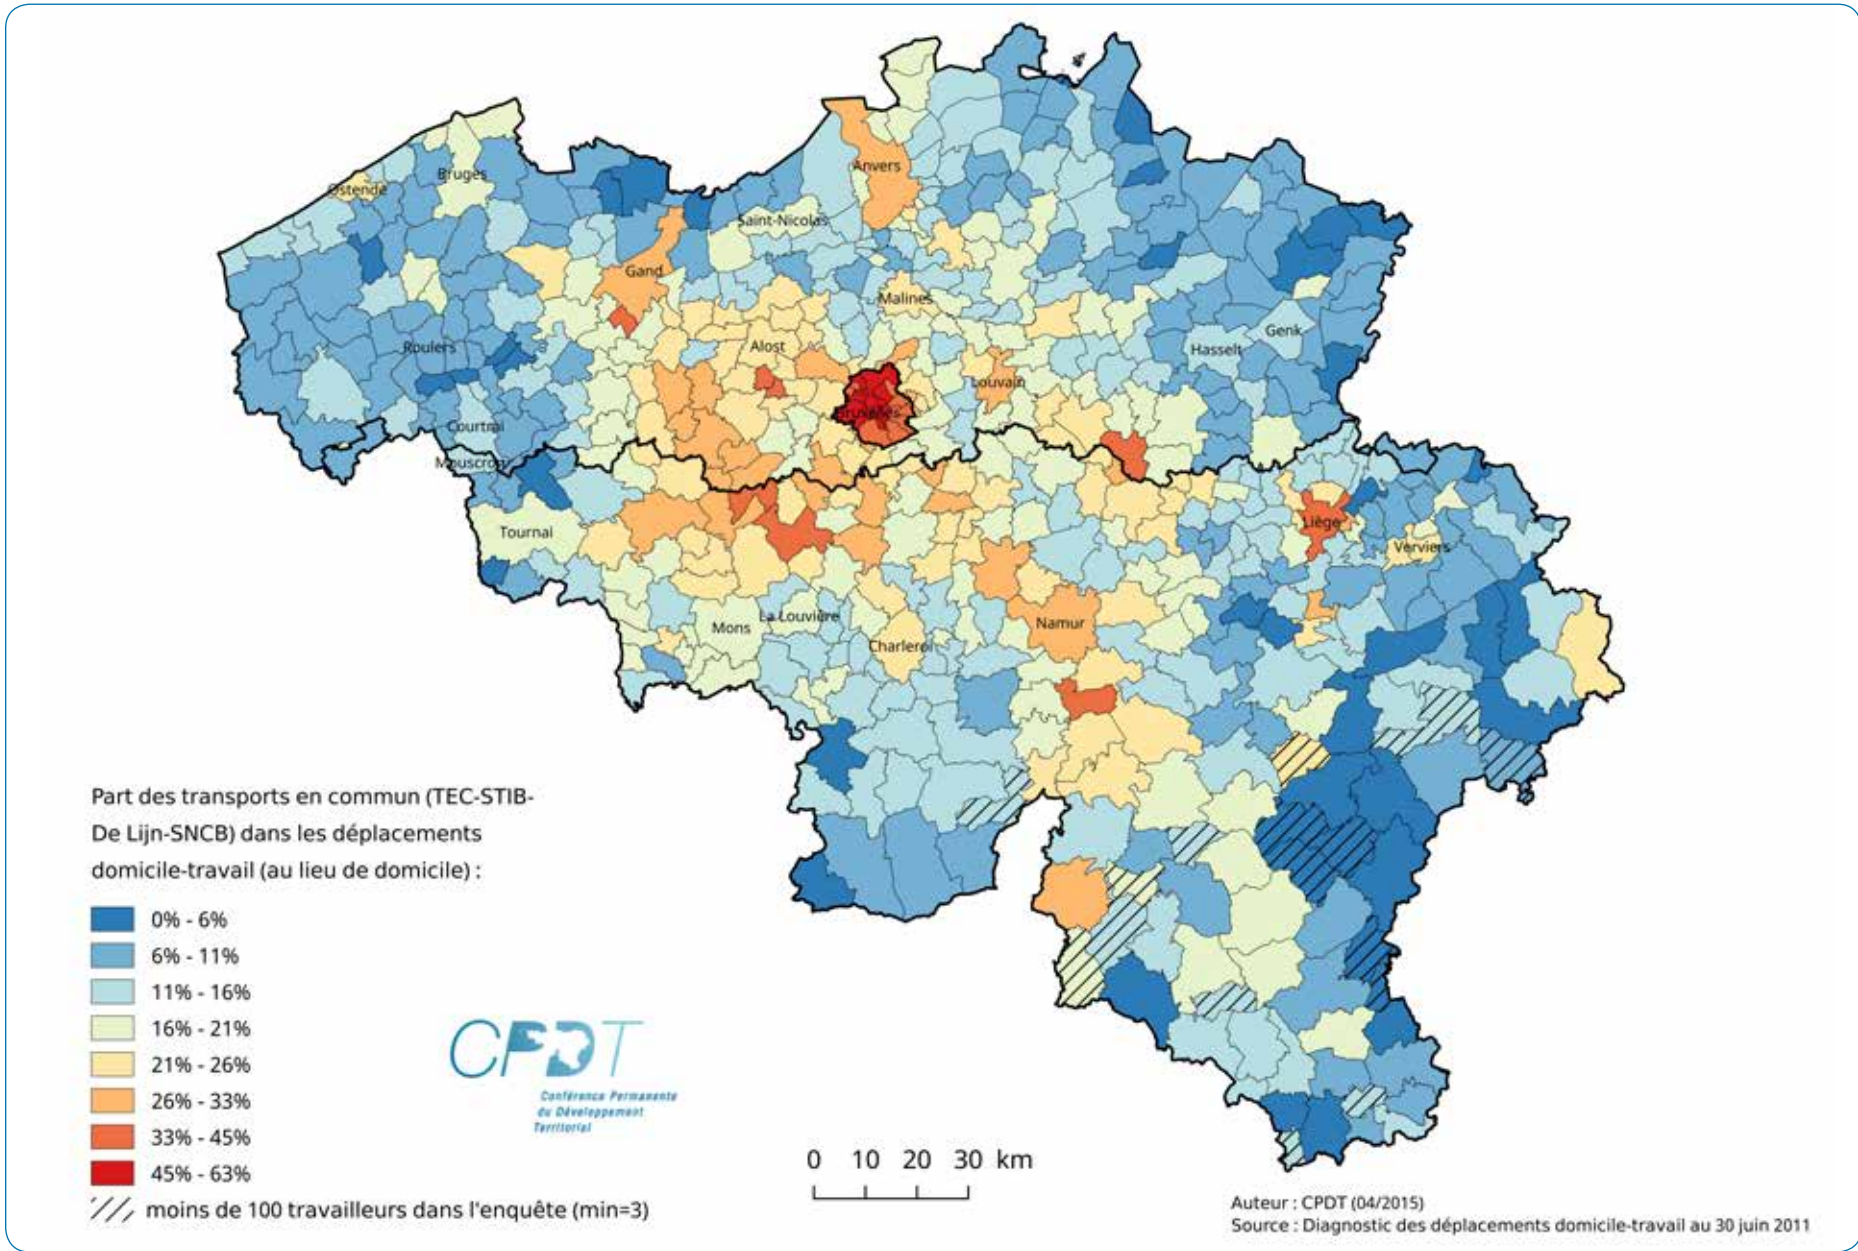 Ostende
Bruges
Anvers
Saint-Nicolas
Gand
Malines
Roulers
Alost
Genk
Hasselt
Louvain
Bruxelles
Courtrai
Mouscron
Tournai
Liège
Verviers
La Louvière
Mons
Namur
Charleroi
Part des transports en commun (TEC-STIB-
De Lijn-SNCB) dans les déplacements
domicile-travail (au lieu de domicile) :
0% - 6%
6% - 11%
11% - 16%
16% - 21%
21% - 26%
26% - 33%
33% - 45%
45% - 63%
moins de 100 travailleurs dans l'enquête (min=3)
CPDT
Conférence Permanente
du Développement
Territorial
0 10 20 30 km
Auteur : CPDT (04/2015)
Source : Diagnostic des déplacements domicile-travail au 30 juin 2011